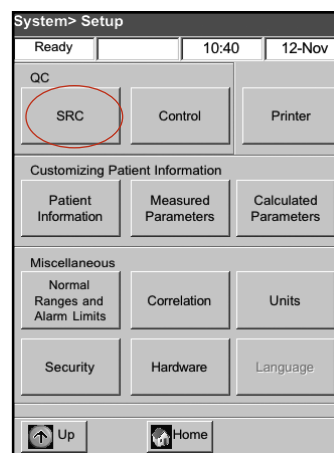 System> Setup
Ready 10:40 12-Nov
QC
SRC Control Printer
Customizing Patient Information
Patient Information
Measured Parameters
Calculated Parameters
Miscellaneous
Normal Ranges and Alarm Limits
Correlation
Units
Security Hardware Language
Up Home